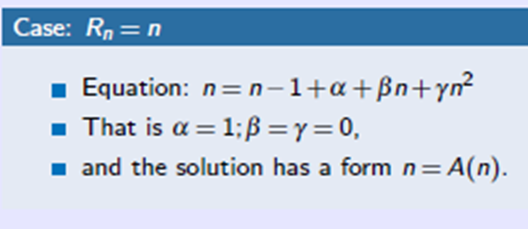 Case: Rₙ = n
Equation: n = n − 1 + α + βn + γn²
That is α = 1; β = γ = 0,
and the solution has a form n = A(n).